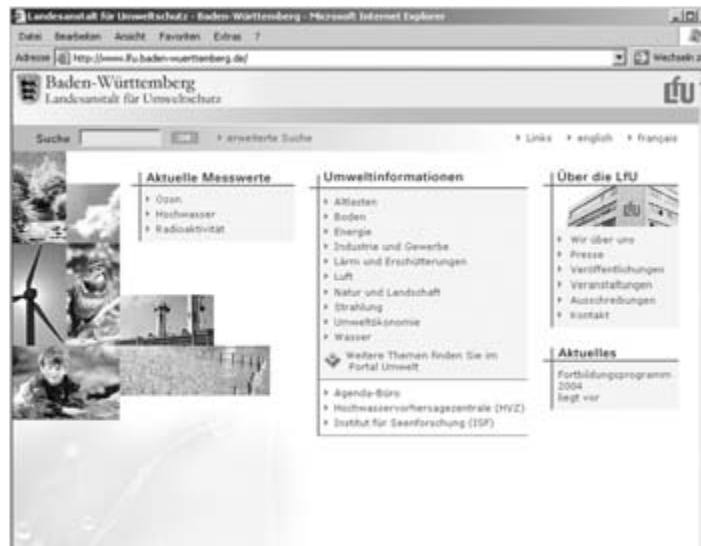 Landesanstalt für Umweltschutz - Baden-Württemberg - Microsoft Internet Explorer
Datei Bearbeiten Ansicht Favoriten Extras ?
Adresse http://www.lfu.baden-wuerttemberg.de/ Wechseln z
Baden-Württemberg
Landesanstalt für Umweltschutz
LfU
Suche erweiterte Suche Links english français
Aktuelle Messwerte
Ozon
Hochwasser
Radioaktivität
Umweltinformationen
Altlasten
Boden
Energie
Industrie und Gewerbe
Lärm und Erschütterungen
Luft
Natur und Landschaft
Strahlung
Umweltökonomie
Wasser
Weitere Themen finden Sie im
Portal Umwelt
Agenda-Büro
Hochwasservorhersagezentrale (HVZ)
Institut für Seenforschung (ISF)
Über die LfU
LfU
Wir über uns
Presse
Veröffentlichungen
Veranstaltungen
Ausschreibungen
Kontakt
Aktuelles
Fortbildungsprogramm
2004
liegt vor